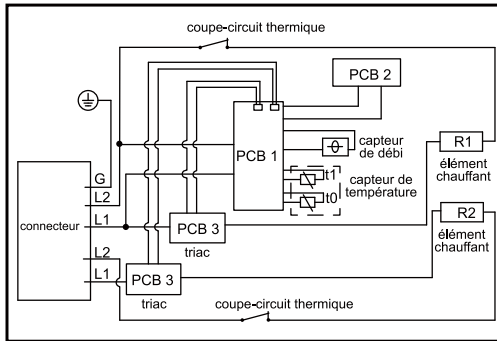 coupe-circuit thermique
PCB 2
PCB 1
capteur
de débi
R1
élément
chauffant
t1
t0
capteur de
température
G
L2
connecteur
L1
PCB 3
triac
R2
élément
chauffant
L2
L1
PCB 3
triac
coupe-circuit thermique